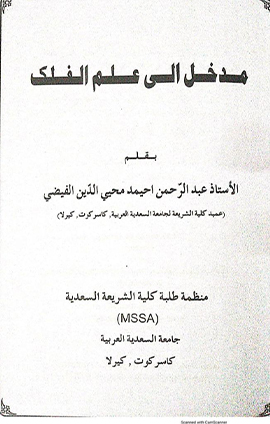 مدخل الى علم الفلك
بقلم
الأستاذ عبد الرّحمن احيمد محيي الدّين الفيضي
(عميد كلية الشريعة لجامعة السعدية العربية, كاسركوت, كيرلا)
منظمة طلبة كلية الشريعة السعدية
(MSSA)
جامعة السعدية العربية
كاسركوت , كيرلا
Scanned with CamScanner